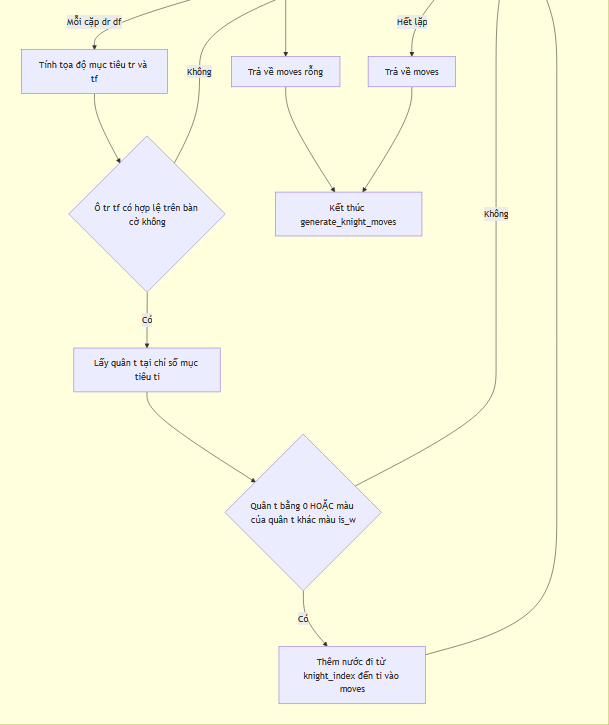 Mỗi cặp dr df
Hết lặp
Tính tọa độ mục tiêu tr và
tf
Không
Trả về moves rỗng
Trả về moves
Ô tr tf có hợp lệ trên bàn
cờ không
Kết thúc
generate_knight_moves
Không
Có
Lấy quân t tại chỉ số mục
tiêu ti
Quân t bằng 0 HOẶC màu
của quân t khác màu is_w
Có
Thêm nước đi từ
knight_index đến ti vào
moves